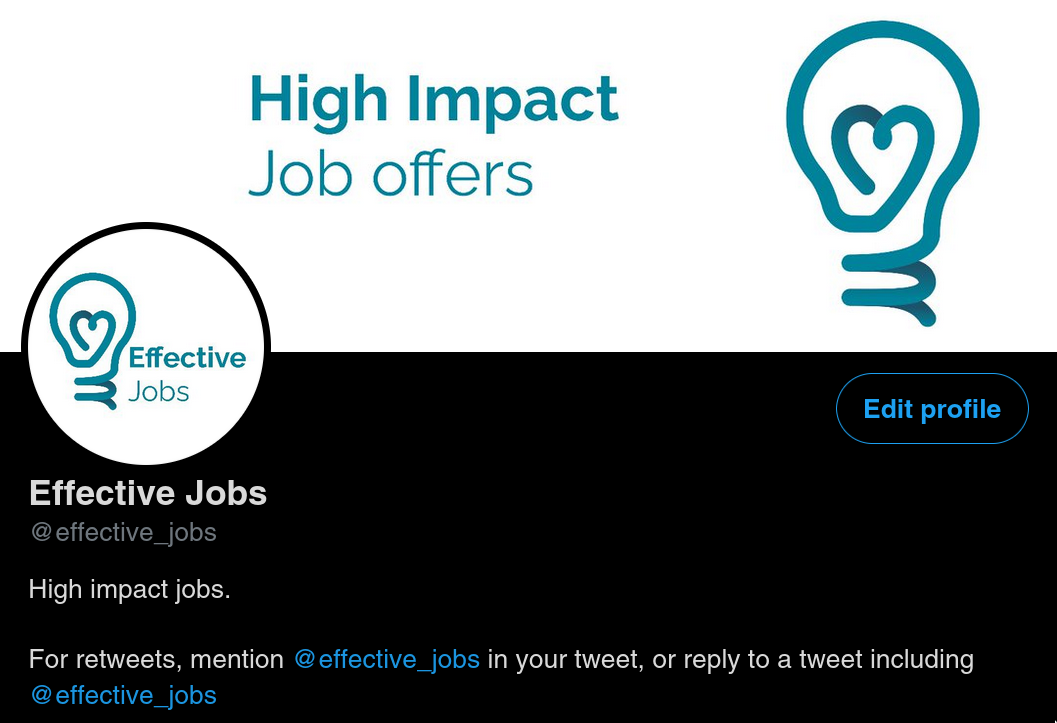 High Impact
Job offers
Effective
Jobs
Edit profile
Effective Jobs
@effective_jobs
High impact jobs.
For retweets, mention @effective_jobs in your tweet, or reply to a tweet including
@effective_jobs